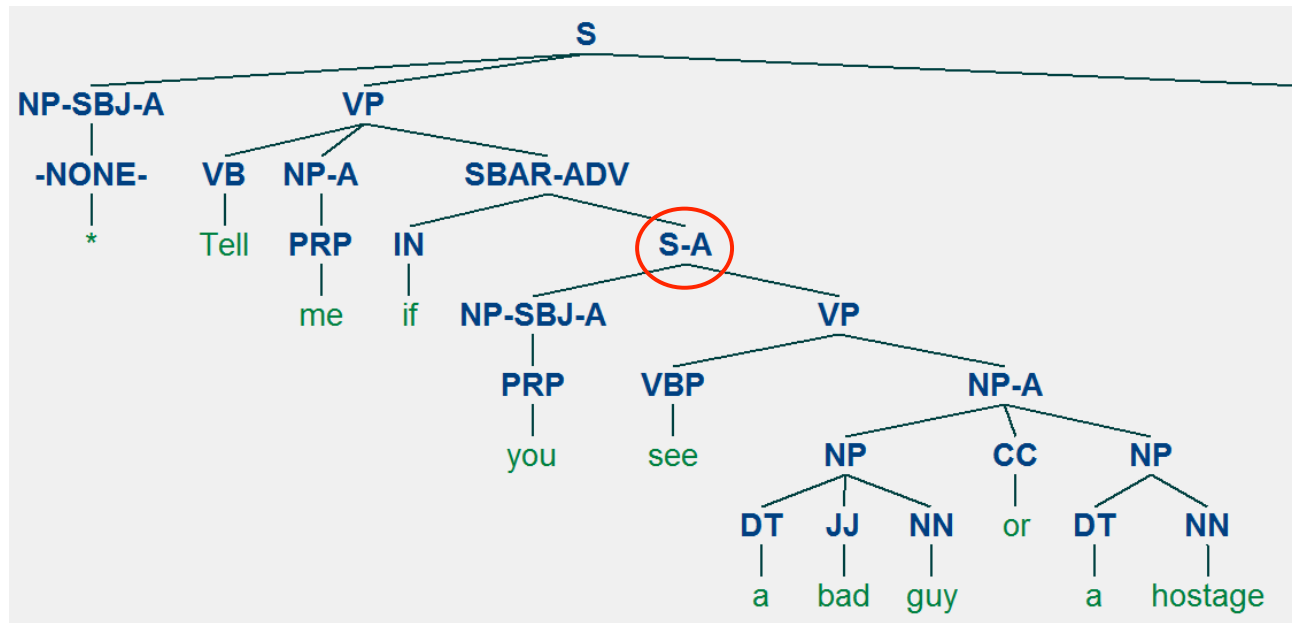 S
NP-SBJ-A VP
-NONE- VB NP-A SBAR-ADV
* Tell PRP IN S-A
me if NP-SBJ-A VP
PRP VBP NP-A
you see NP CC NP
DT JJ NN or DT NN
a bad guy a hostage